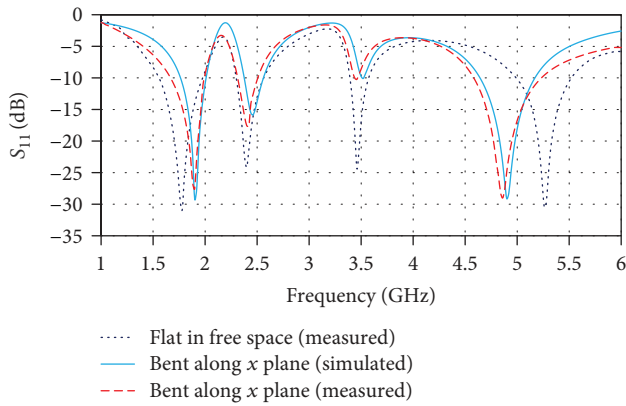 0
−5
−10
−15
−20
−25
−30
−35
S11 (dB)
1 1.5 2 2.5 3 3.5 4 4.5 5 5.5 6
Frequency (GHz)
Flat in free space (measured)
Bent along x plane (simulated)
Bent along x plane (measured)